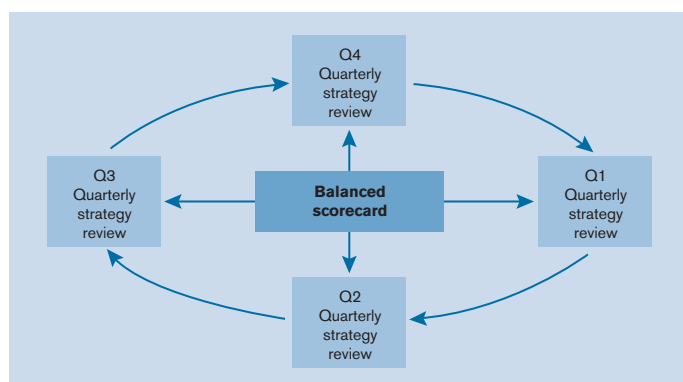 Q4
Quarterly
strategy
review
Q3
Quarterly
strategy
review
Balanced
scorecard
Q1
Quarterly
strategy
review
Q2
Quarterly
strategy
review